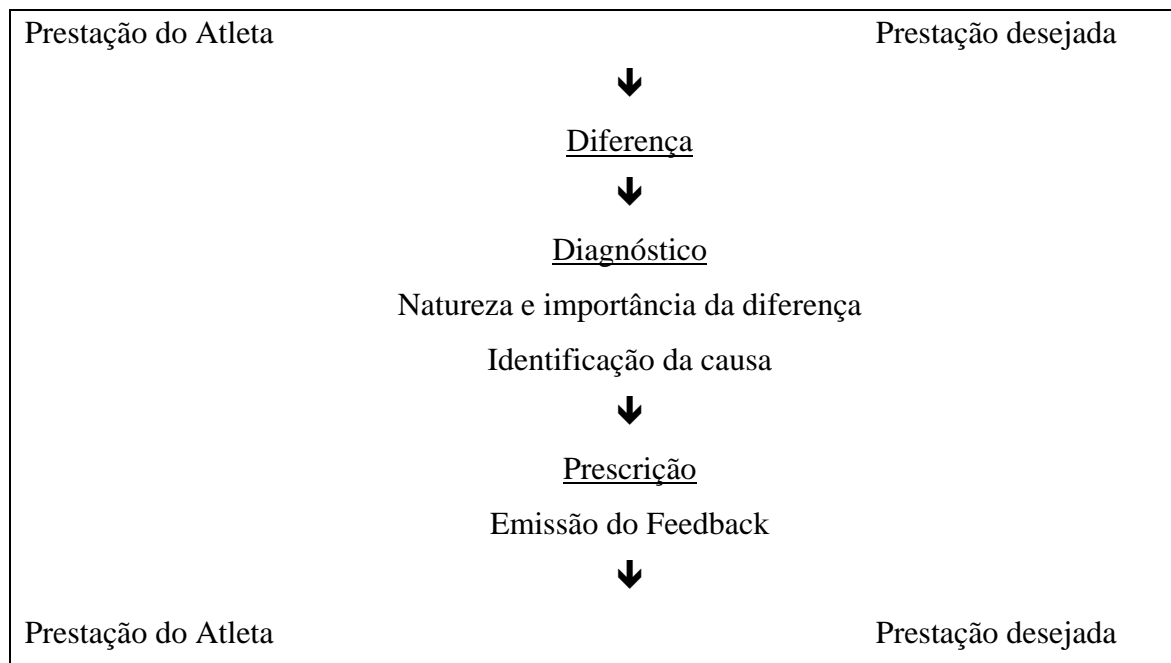 Prestação do Atleta Prestação desejada
🡫
Diferença
🡫
Diagnóstico
Natureza e importância da diferença
Identificação da causa
🡫
Prescrição
Emissão do Feedback
🡫
Prestação do Atleta Prestação desejada